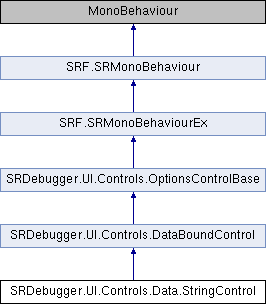 MonoBehaviour
SRF.SRMonoBehaviour
SRF.SRMonoBehaviourEx
SRDebugger.UI.Controls.OptionsControlBase
SRDebugger.UI.Controls.DataBoundControl
SRDebugger.UI.Controls.Data.StringControl